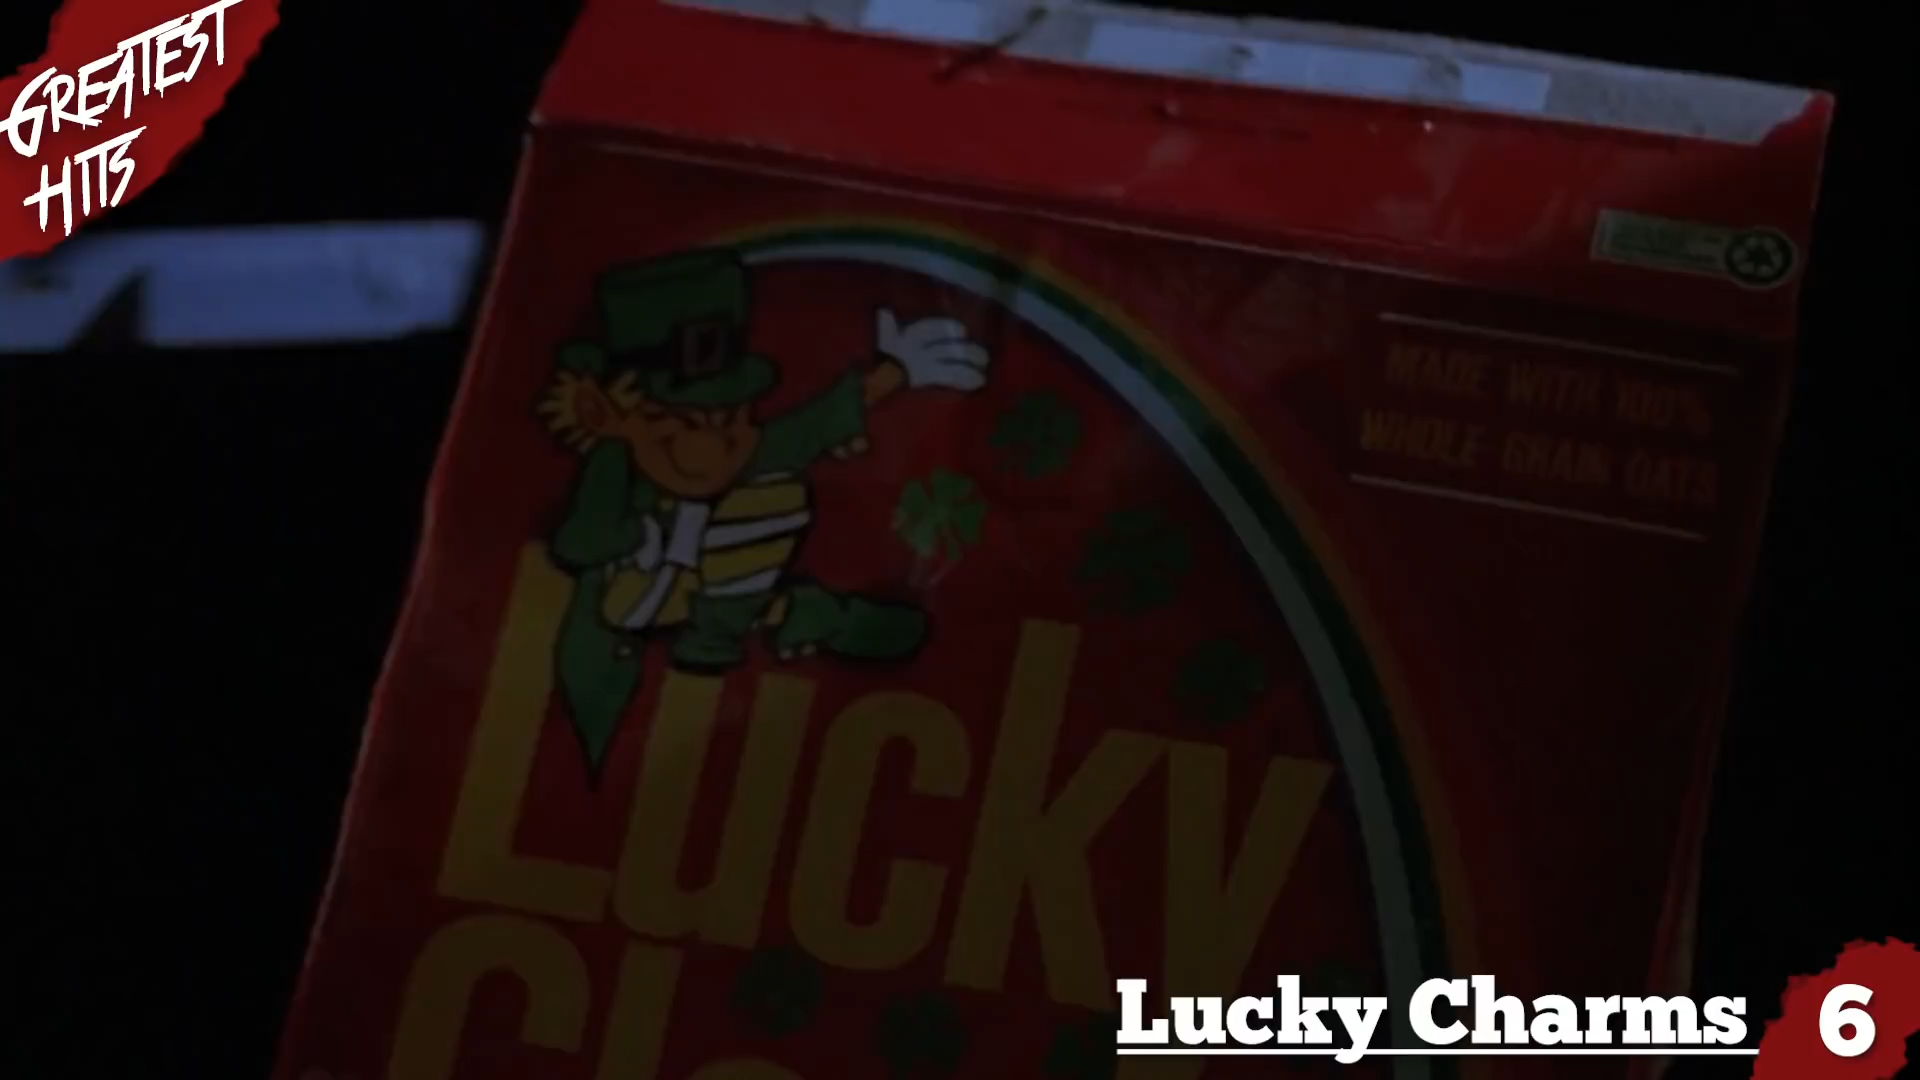 GREATEST
HITS
MADE WITH 100%
WHOLE GRAIN OATS
Lucky
Lucky Charms 6